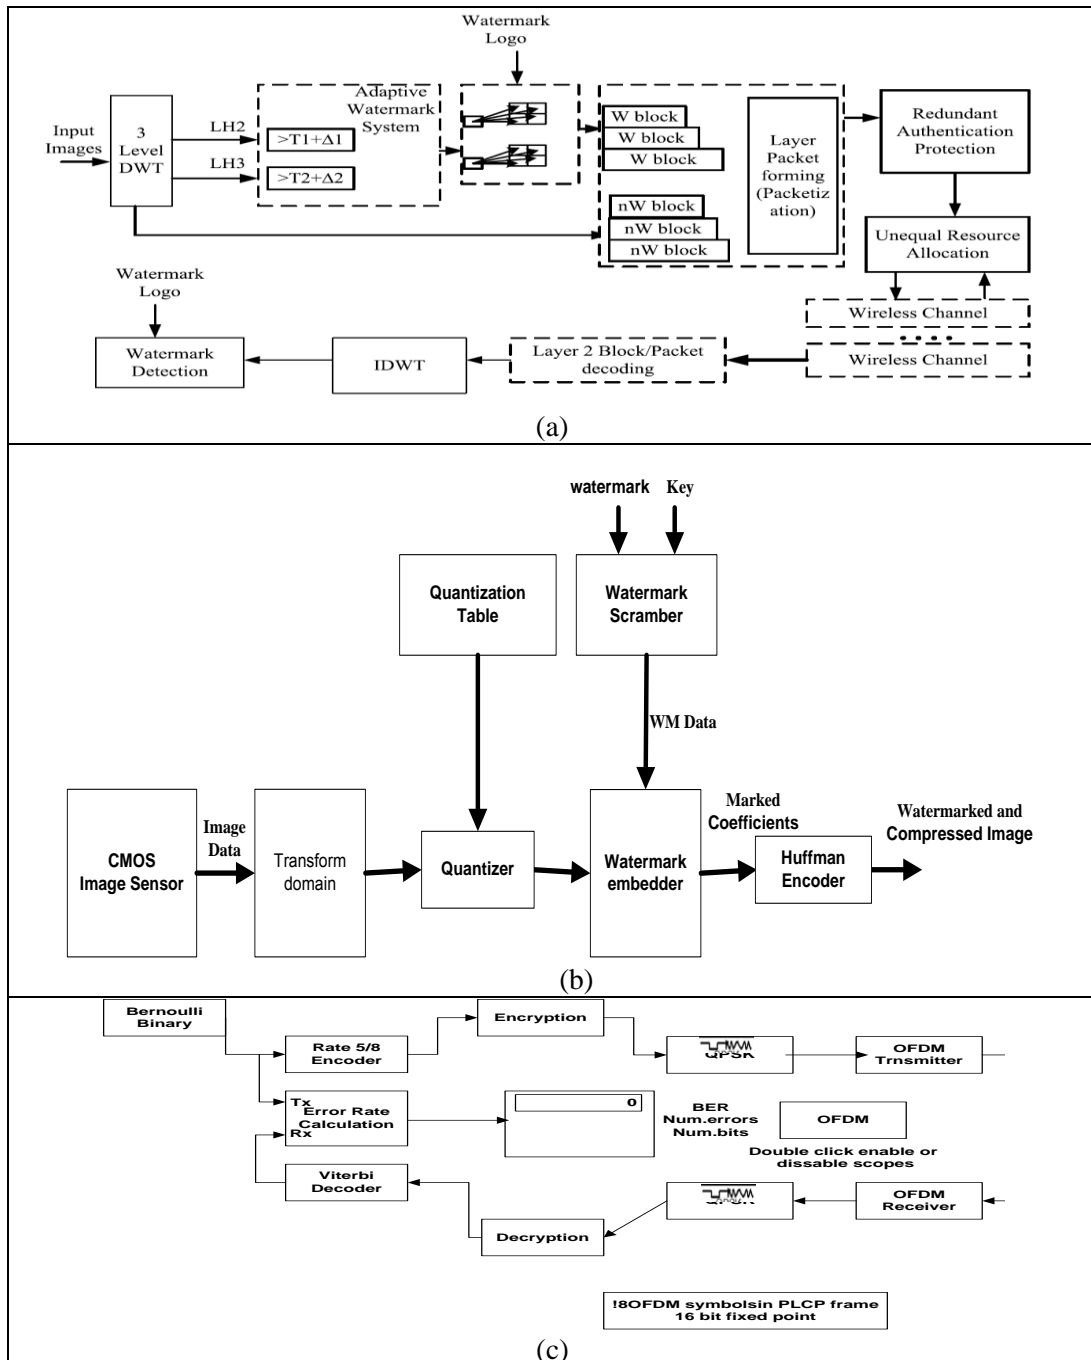 Watermark
Logo
Input
Images
3
Level
DWT
LH2
LH3
Adaptive
Watermark
System
>T1+Δ1
>T2+Δ2
W block
W block
W block
nW block
nW block
nW block
Layer
Packet
forming
(Packetiz
ation)
Redundant
Authentication
Protection
Unequal Resource
Allocation
Wireless Channel
Wireless Channel
Watermark
Logo
Watermark
Detection
IDWT
Layer 2 Block/Packet
decoding
(a)
watermark
Key
Quantization
Table
Watermark
Scramber
WM Data
CMOS
Image Sensor
Image
Data
Transform
domain
Quantizer
Watermark
embedder
Marked
Coefficients
Huffman
Encoder
Watermarked and
Compressed Image
(b)
Bernoulli
Binary
Rate 5/8
Encoder
Encryption
QPSK
OFDM
Trnsmitter
Tx
Error Rate
Calculation
Rx
0
BER
Num.errors
Num.bits
OFDM
Double click enable or
dissable scopes
Viterbi
Decoder
Decryption
QPSK
OFDM
Receiver
!8OFDM symbolsin PLCP frame
16 bit fixed point
(c)